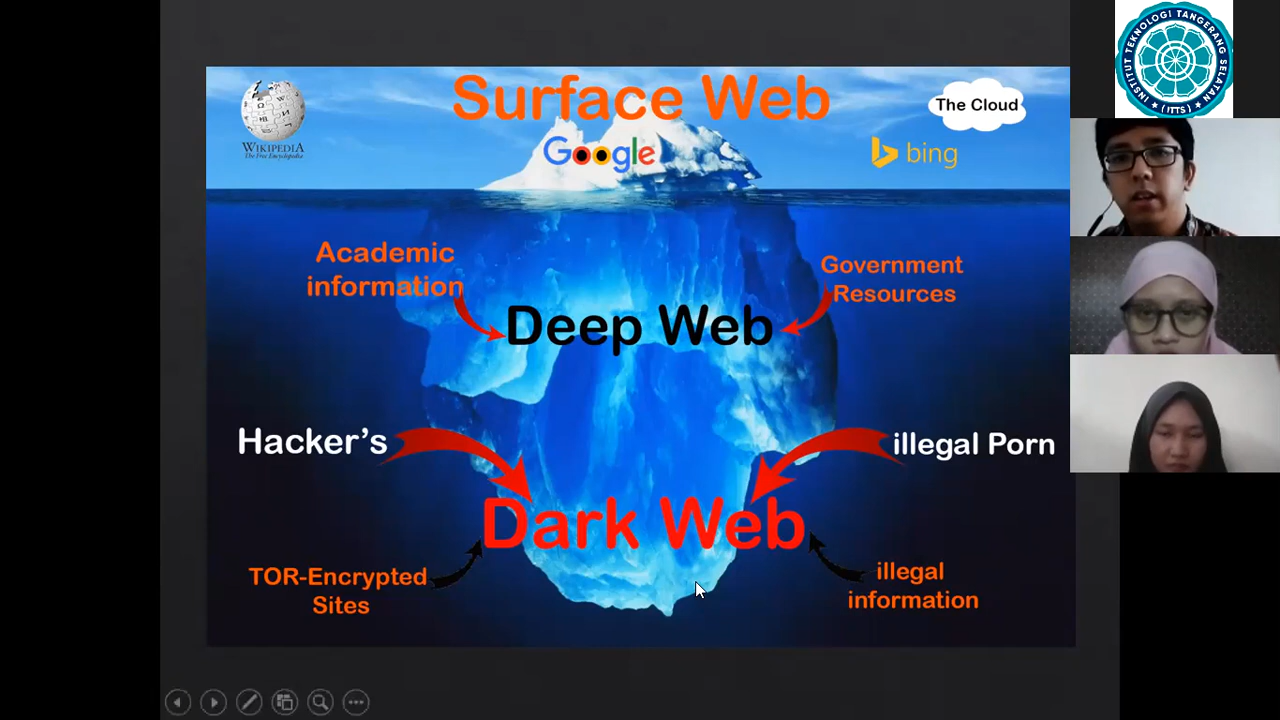 Surface Web
The Cloud
WIKIPEDIA
The Free Encyclopedia
Google
bing
Academic
information
Government
Resources
Deep Web
Hacker's
illegal Porn
Dark Web
TOR-Encrypted
Sites
illegal
information
INSTITUT TEKNOLOGI TANGERANG SELATAN
(ITTS)